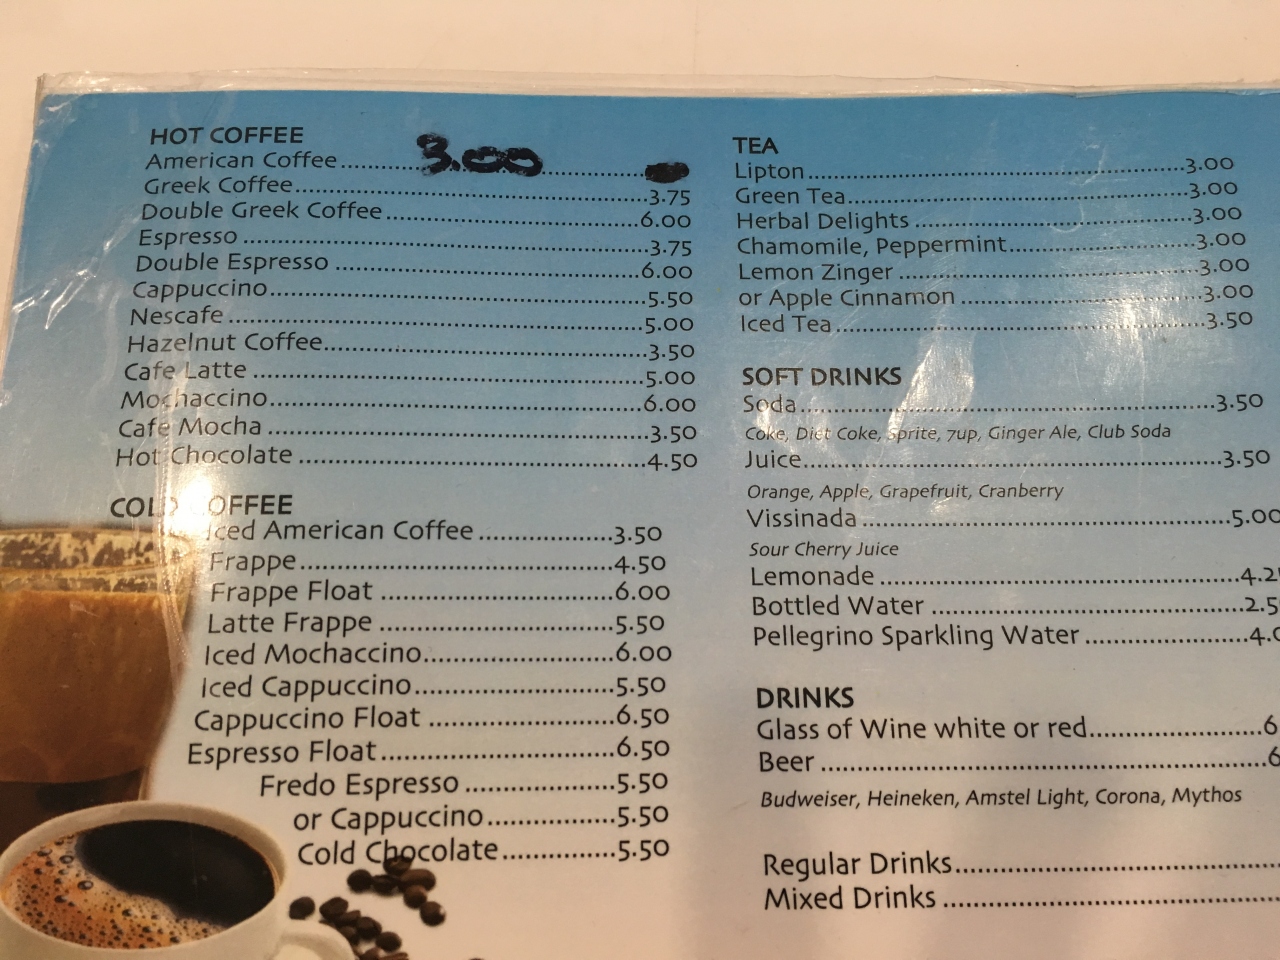 HOT COFFEE
American Coffee 3.00
Greek Coffee 3.75
Double Greek Coffee 6.00
Espresso 3.75
Double Espresso 6.00
Cappuccino 5.50
Nescafe 5.00
Hazelnut Coffee 3.50
Cafe Latte 5.00
Mochaccino 6.00
Cafe Mocha 3.50
Hot Chocolate 4.50
COLD COFFEE
Iced American Coffee 3.50
Frappe 4.50
Frappe Float 6.00
Latte Frappe 5.50
Iced Mochaccino 6.00
Iced Cappuccino 5.50
Cappuccino Float 6.50
Espresso Float 6.50
Fredo Espresso 5.50
or Cappuccino 5.50
Cold Chocolate 5.50
TEA
Lipton 3.00
Green Tea 3.00
Herbal Delights 3.00
Chamomile, Peppermint 3.00
Lemon Zinger 3.00
or Apple Cinnamon 3.00
Iced Tea 3.50
SOFT DRINKS
Soda 3.50
Coke, Diet Coke, Sprite, 7up, Ginger Ale, Club Soda
Juice 3.50
Orange, Apple, Grapefruit, Cranberry
Vissinada 5.00
Sour Cherry Juice
Lemonade
Bottled Water
Pellegrino Sparkling Water
DRINKS
Glass of Wine white or red
Beer
Budweiser, Heineken, Amstel Light, Corona, Mythos
Regular Drinks
Mixed Drinks